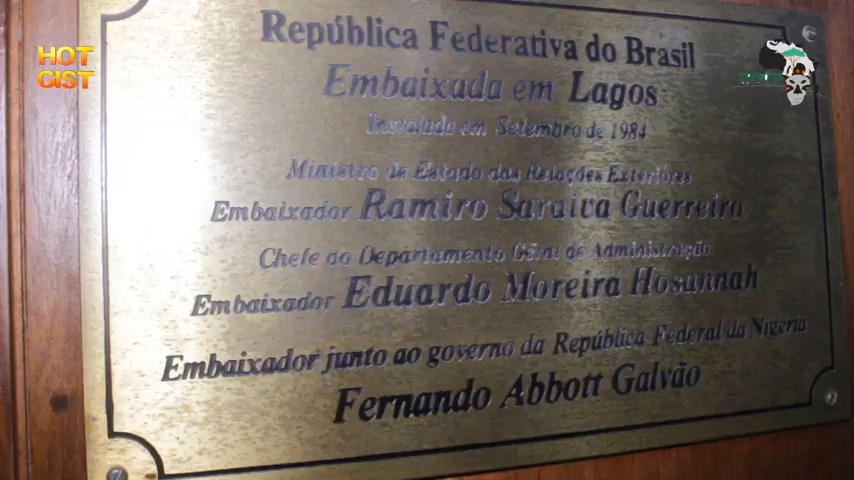 HOT
GIST
República Federativa do Brasil
Embaixada em Lagos
Instalada em Setembro de 1984
Ministro de Estado das Relações Exteriores
Embaixador Ramiro Saraiva Guerreiro
Chefe do Departamento Geral de Administração
Embaixador Eduardo Moreira Hosannah
Embaixador junto ao governo da República Federal da Nigéria
Fernando Abbott Galvão